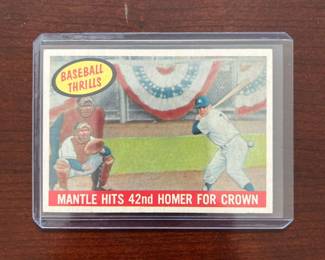 BASEBALL
THRILLS
MANTLE HITS 42nd HOMER FOR CROWN